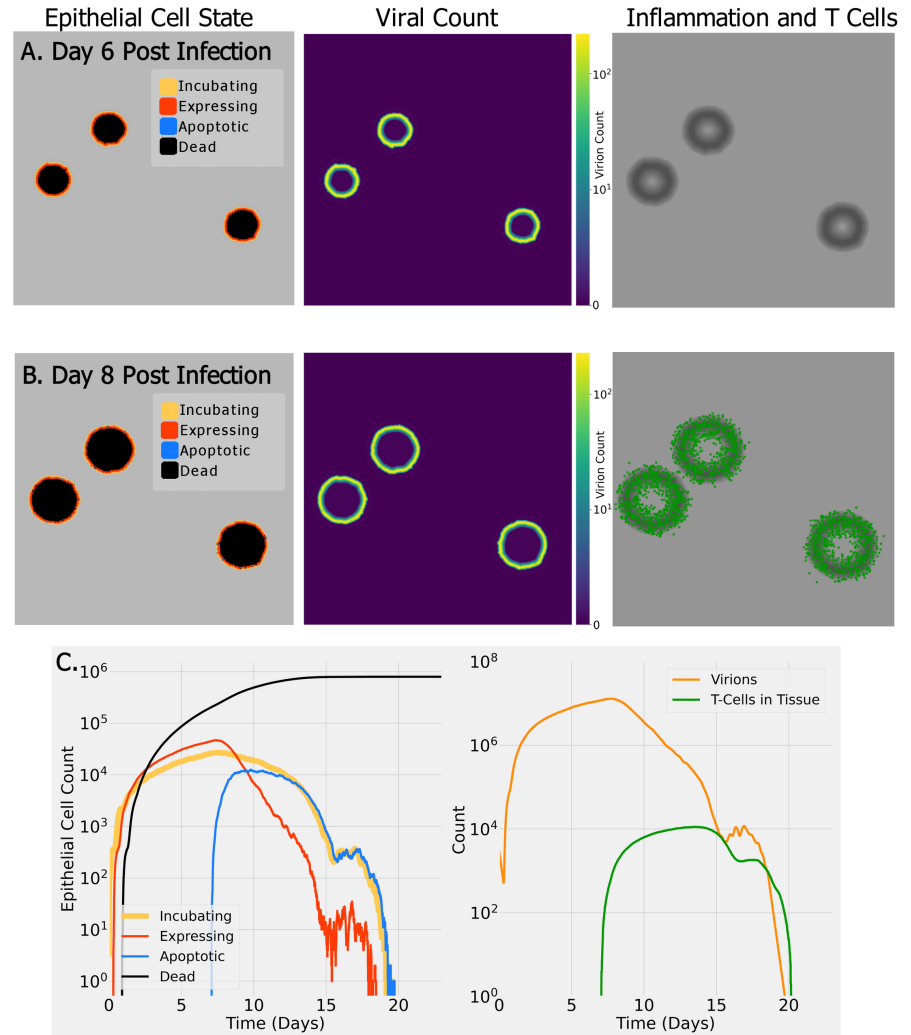 Epithelial Cell State
Viral Count
Inflammation and T Cells
A. Day 6 Post Infection
Incubating
Expressing
Apoptotic
Dead
10²
10¹
0
Virion Count
B. Day 8 Post Infection
Incubating
Expressing
Apoptotic
Dead
10²
10¹
0
Virion Count
C.
10⁶
10⁵
10⁴
10³
10²
10¹
10⁰
Epithelial Cell Count
Incubating
Expressing
Apoptotic
Dead
0 5 10 15 20
Time (Days)
10⁸
10⁶
10⁴
10²
10⁰
Count
Virions
T-Cells in Tissue
0 5 10 15 20
Time (Days)